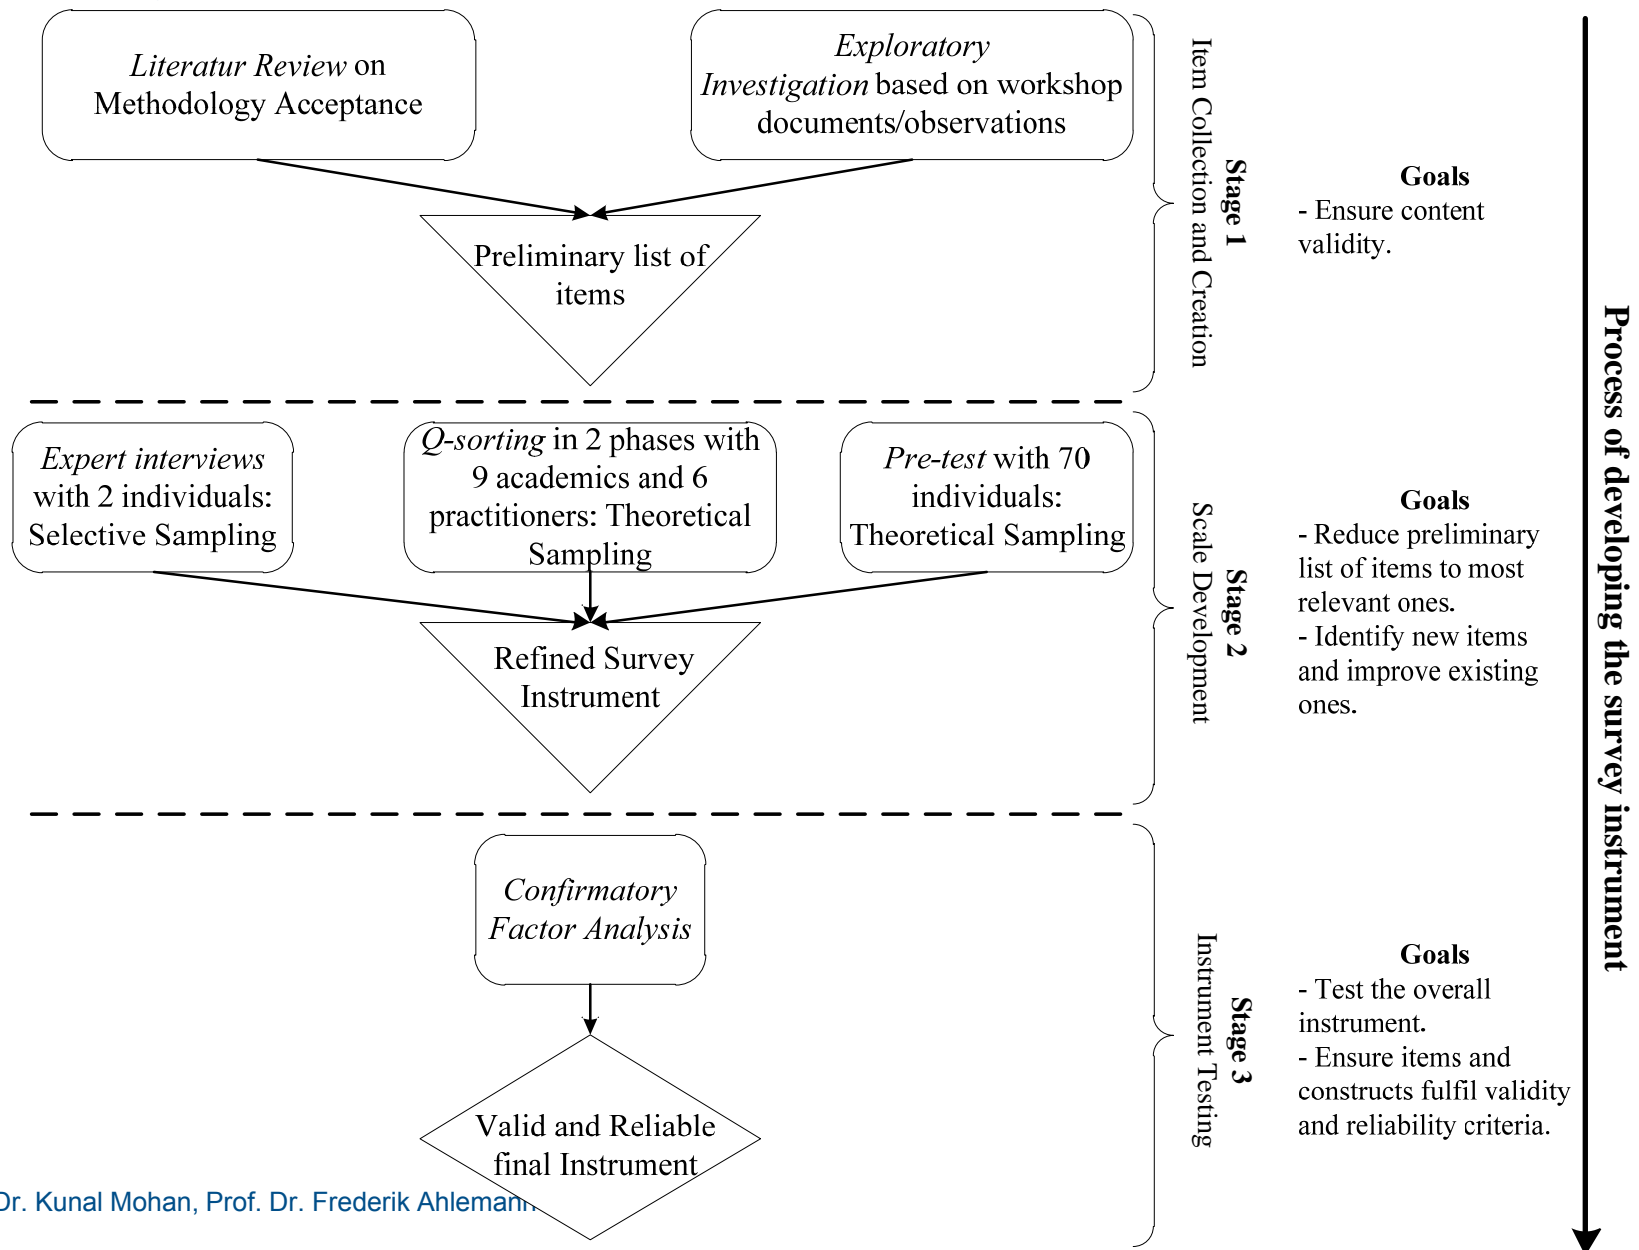 Literatur Review on
Methodology Acceptance
Exploratory
Investigation based on workshop
documents/observations
Preliminary list of
items
Stage 1
Item Collection and Creation
Goals
- Ensure content
validity.
Expert interviews
with 2 individuals:
Selective Sampling
Q-sorting in 2 phases with
9 academics and 6
practitioners: Theoretical
Sampling
Pre-test with 70
individuals:
Theoretical Sampling
Refined Survey
Instrument
Stage 2
Scale Development
Goals
- Reduce preliminary
list of items to most
relevant ones.
- Identify new items
and improve existing
ones.
Confirmatory
Factor Analysis
Valid and Reliable
final Instrument
Stage 3
Instrument Testing
Goals
- Test the overall
instrument.
- Ensure items and
constructs fulfil validity
and reliability criteria.
Process of developing the survey instrument
Dr. Kunal Mohan, Prof. Dr. Frederik Ahlemann